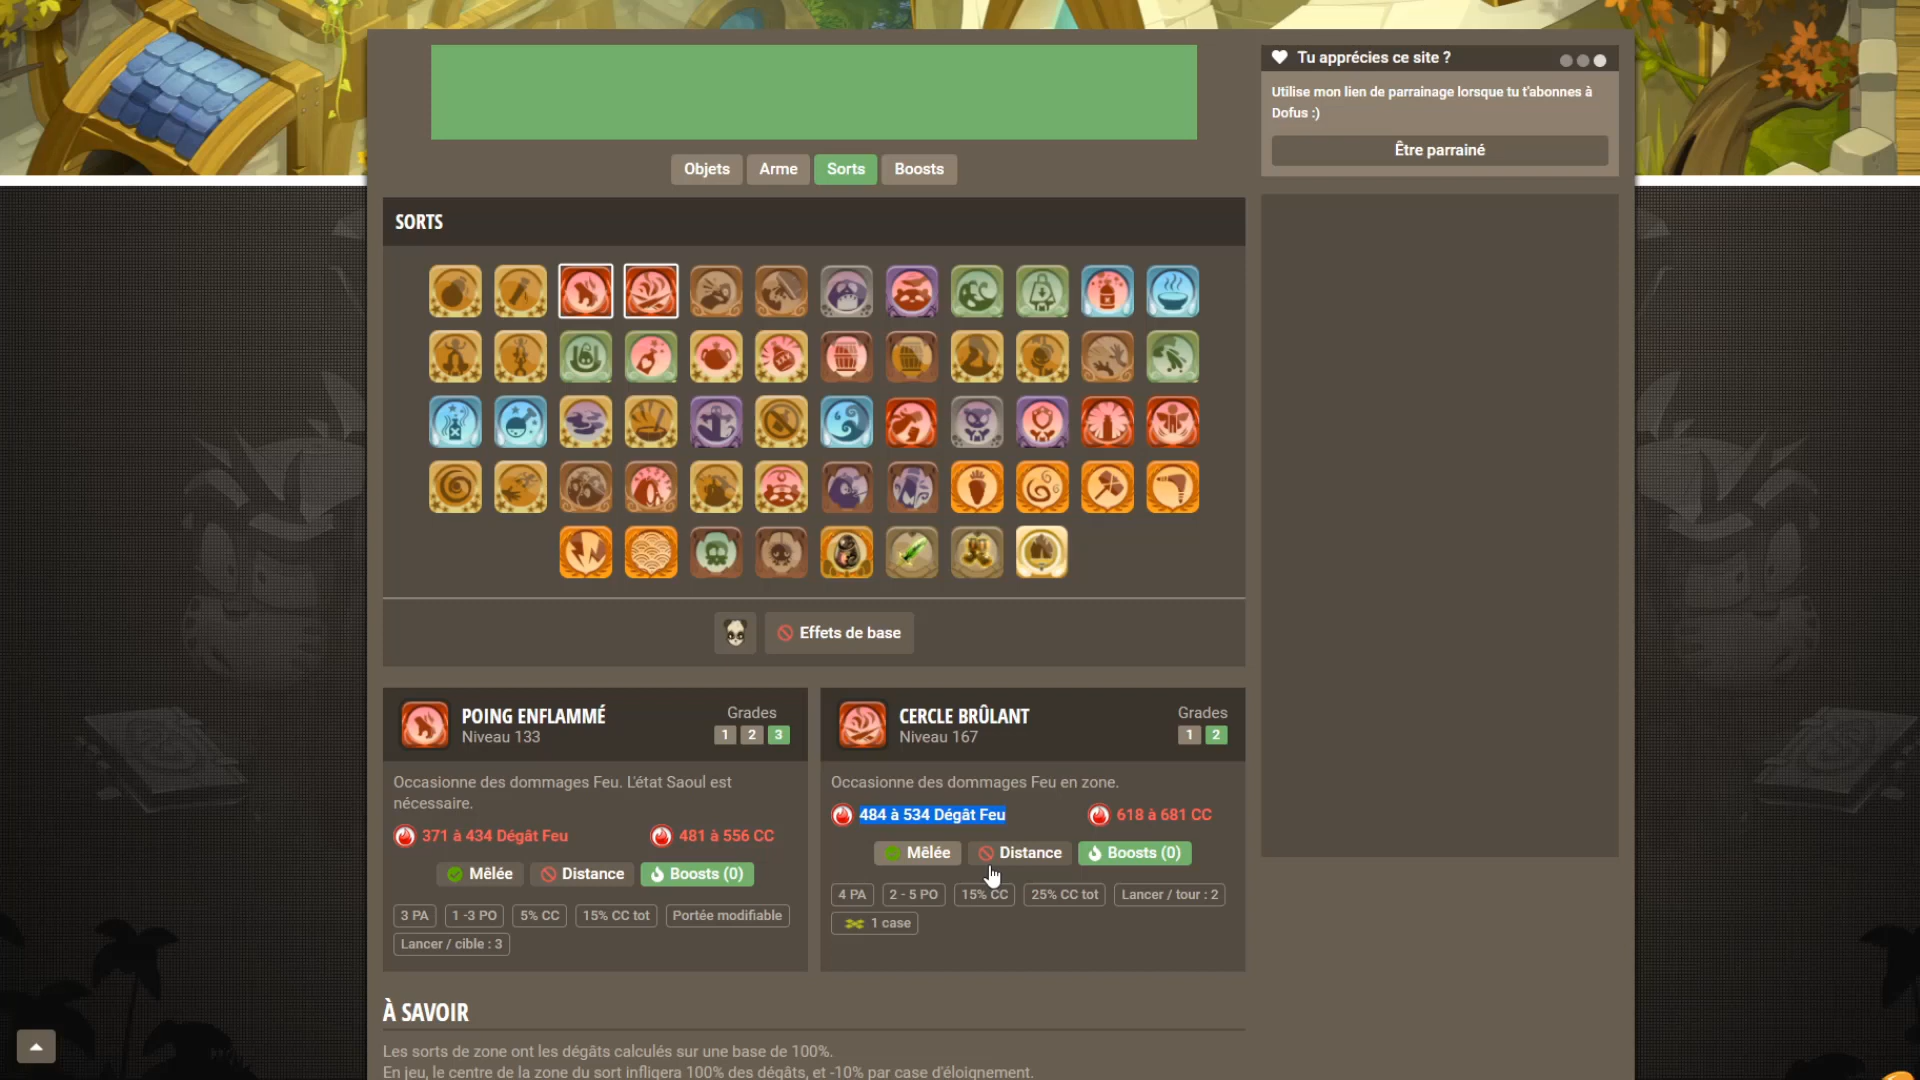 Tu apprécies ce site ?
Utilise mon lien de parrainage lorsque tu t'abonnes à
Dofus :)
Être parrainé
Objets Arme Sorts Boosts
SORTS
Effets de base
POING ENFLAMMÉ
Niveau 133
Grades
1 2 3
Occasionne des dommages Feu. L'état Saoul est
nécessaire.
371 à 434 Dégât Feu 481 à 556 CC
Mêlée Distance Boosts (0)
3 PA 1 -3 PO 5% CC 15% CC tot Portée modifiable
Lancer / cible : 3
CERCLE BRÛLANT
Niveau 167
Grades
1 2
Occasionne des dommages Feu en zone.
484 à 534 Dégât Feu 618 à 681 CC
Mêlée Distance Boosts (0)
4 PA 2 - 5 PO 15% CC 25% CC tot Lancer / tour : 2
1 case
À SAVOIR
Les sorts de zone ont les dégâts calculés sur une base de 100%.
En jeu, le centre de la zone du sort infligera 100% des dégâts, et -10% par case d'éloignement.